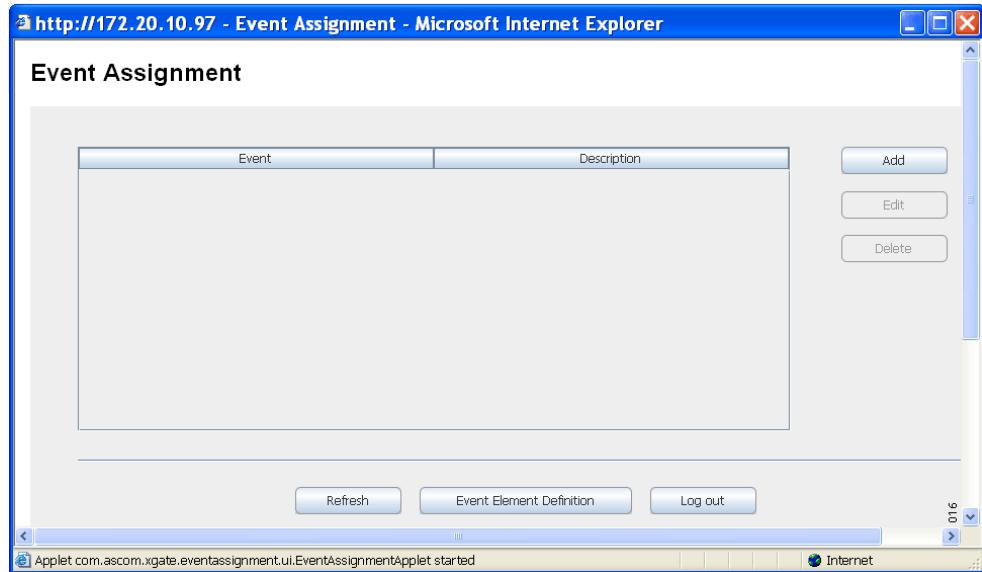 http://172.20.10.97 - Event Assignment - Microsoft Internet Explorer
Event Assignment
Event Description
Add
Edit
Delete
Refresh Event Element Definition Log out
016
Applet com.ascom.xgate.eventassignment.ui.EventAssignmentApplet started Internet